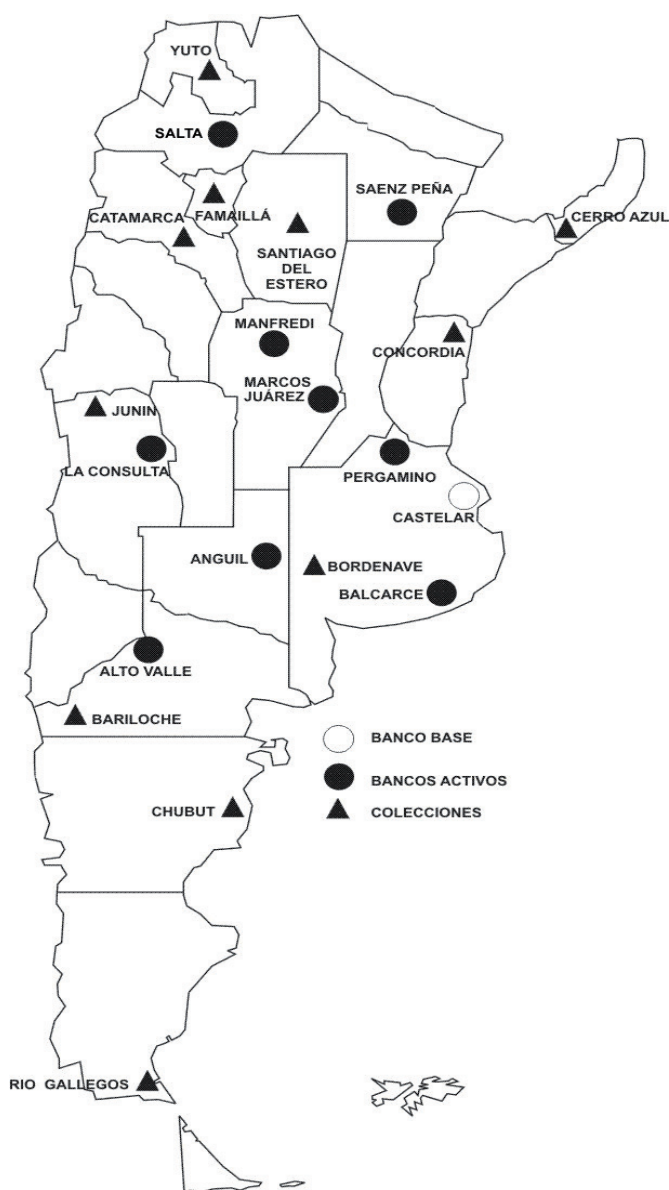 YUTO
SALTA
SAENZ PEÑA
CATAMARCA
FAMAILLÁ
CERRO AZUL
SANTIAGO
DEL
ESTERO
MANFREDI
CONCORDIA
MARCOS
JUÁREZ
JUNIN
LA CONSULTA
PERGAMINO
CASTELAR
ANGUIL
BORDENAVE
BALCARCE
ALTO VALLE
BARILOCHE
BANCO BASE
BANCOS ACTIVOS
CHUBUT
COLECCIONES
RIO GALLEGOS